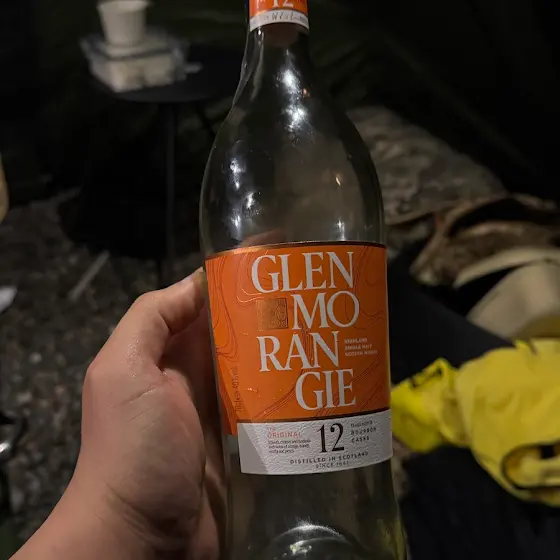 12
GLEN
MO
RAN
GIE
HIGHLAND
SINGLE MALT
SCOTCH WHISKY
THE
ORIGINAL
12
BOURBON
CASKS
DISTILLED IN SCOTLAND
SINCE 1843